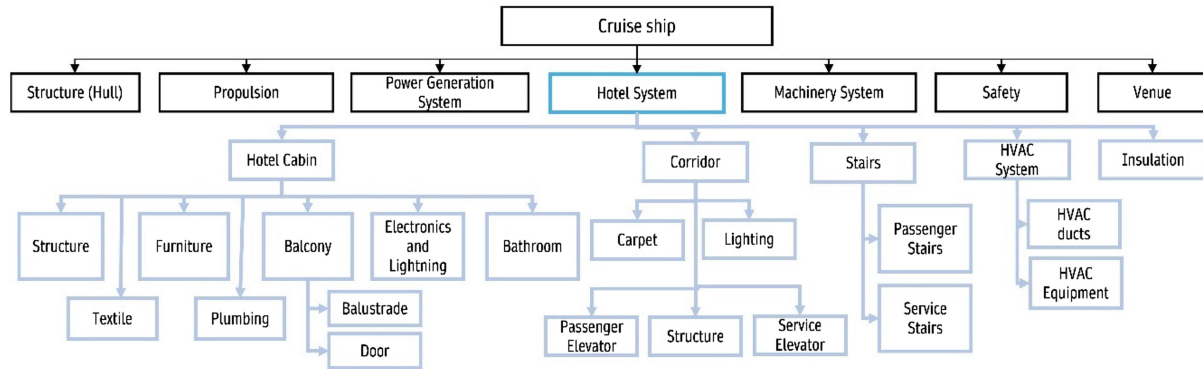 Cruise ship
Structure (Hull)
Propulsion
Power Generation
System
Hotel System
Machinery System
Safety
Venue
Hotel Cabin
Corridor
Stairs
HVAC
System
Insulation
Structure
Furniture
Balcony
Electronics
and
Lightning
Bathroom
Textile
Plumbing
Balustrade
Door
Carpet
Lighting
Passenger
Elevator
Structure
Service
Elevator
Passenger
Stairs
Service
Stairs
HVAC
ducts
HVAC
Equipment